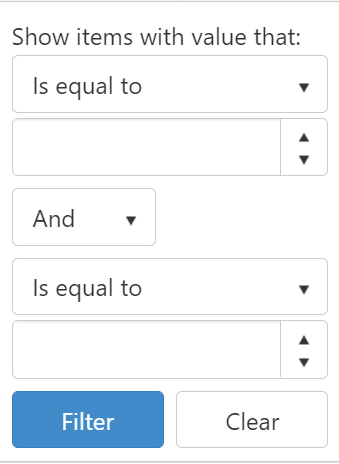 Show items with value that:
Is equal to
And
Is equal to
Filter Clear